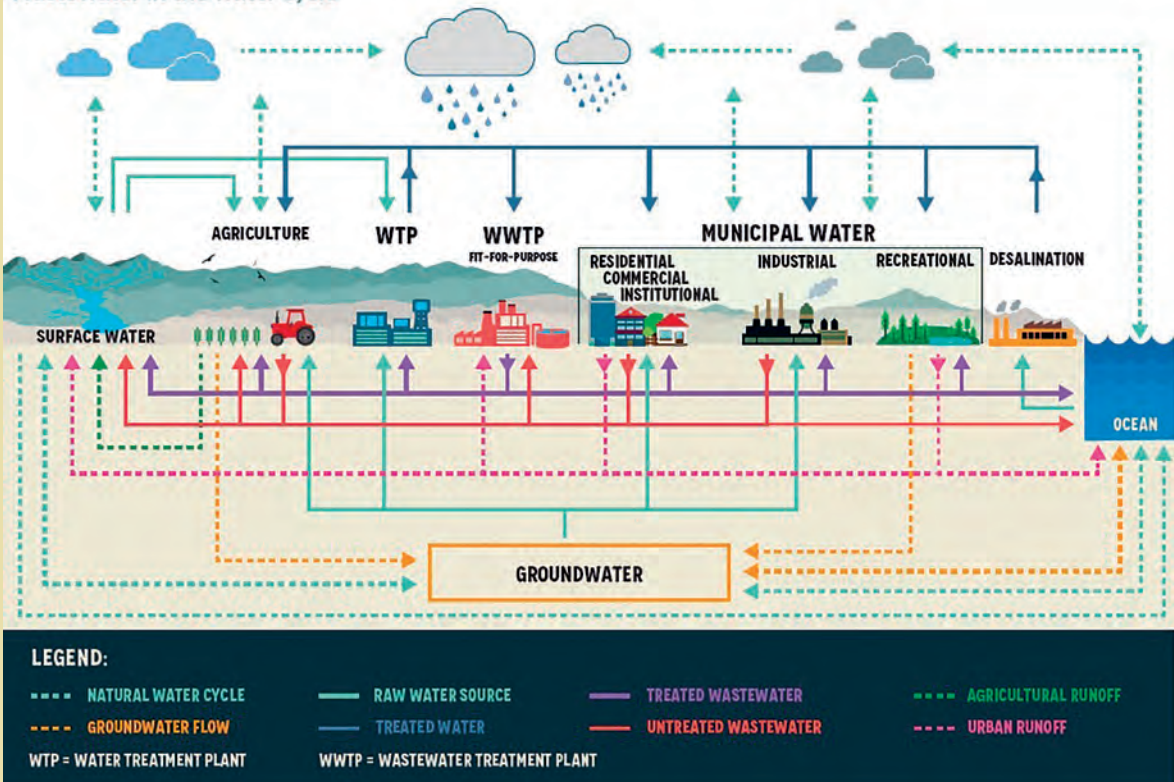 AGRICULTURE
WTP
WWTP
FIT-FOR-PURPOSE
MUNICIPAL WATER
RESIDENTIAL
COMMERCIAL
INSTITUTIONAL
INDUSTRIAL
RECREATIONAL
DESALINATION
SURFACE WATER
OCEAN
GROUNDWATER
LEGEND:
NATURAL WATER CYCLE
RAW WATER SOURCE
TREATED WASTEWATER
AGRICULTURAL RUNOFF
GROUNDWATER FLOW
TREATED WATER
UNTREATED WASTEWATER
URBAN RUNOFF
WTP = WATER TREATMENT PLANT
WWTP = WASTEWATER TREATMENT PLANT